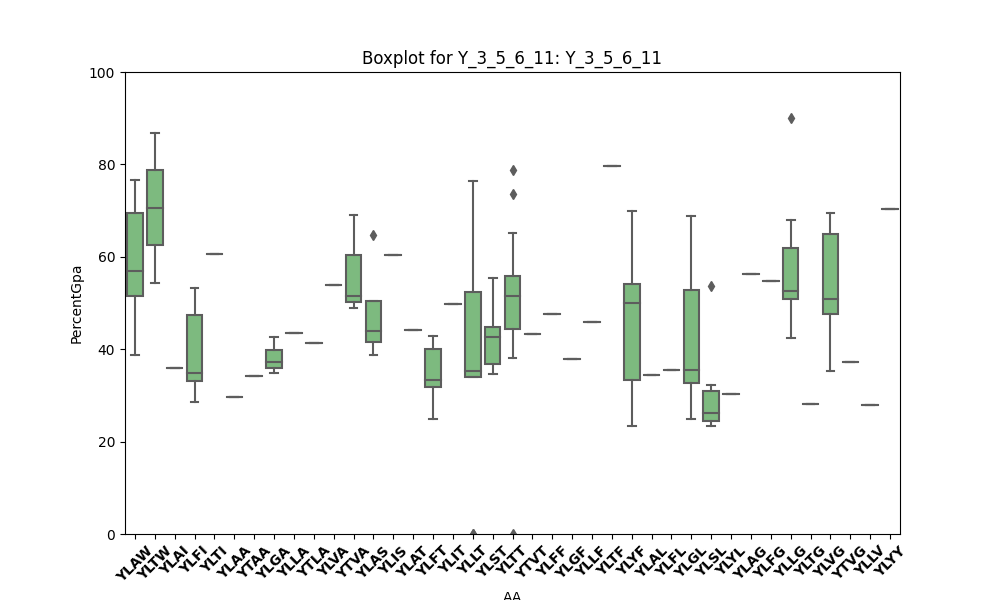 Boxplot for Y_3_5_6_11: Y_3_5_6_11
100
80
60
40
20
0
PercentGpa
YLAW
YLTW
YLAI
YLFI
YLTI
YLAA
YTAA
YLGA
YLLA
YTLA
YLVA
YTVA
YLAS
YLIS
YLAT
YLFT
YLIT
YLLT
YLST
YLTT
YTVT
YLFF
YLGF
YLLF
YLTF
YLYF
YLAL
YLFL
YLGL
YLSL
YLYL
YLAG
YLFG
YLLG
YLTG
YLVG
YTVG
YLLV
YLYY
AA